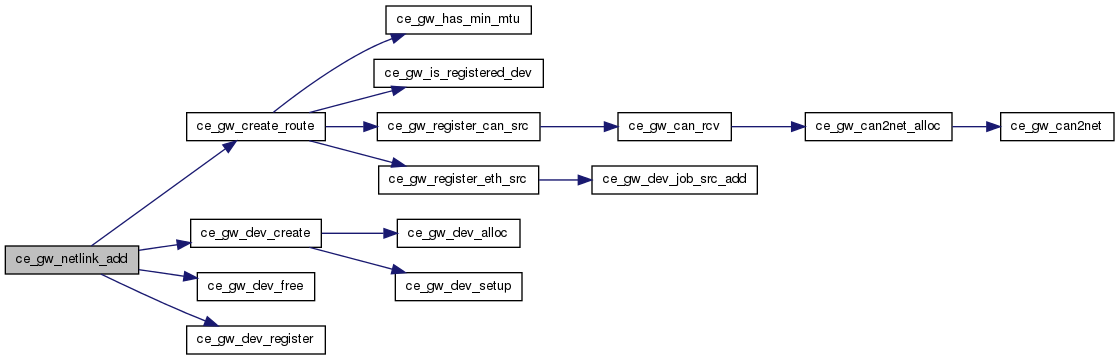 ce_gw_has_min_mtu
ce_gw_is_registered_dev
ce_gw_create_route
ce_gw_register_can_src
ce_gw_can_rcv
ce_gw_can2net_alloc
ce_gw_can2net
ce_gw_register_eth_src
ce_gw_dev_job_src_add
ce_gw_dev_create
ce_gw_dev_alloc
ce_gw_netlink_add
ce_gw_dev_free
ce_gw_dev_setup
ce_gw_dev_register